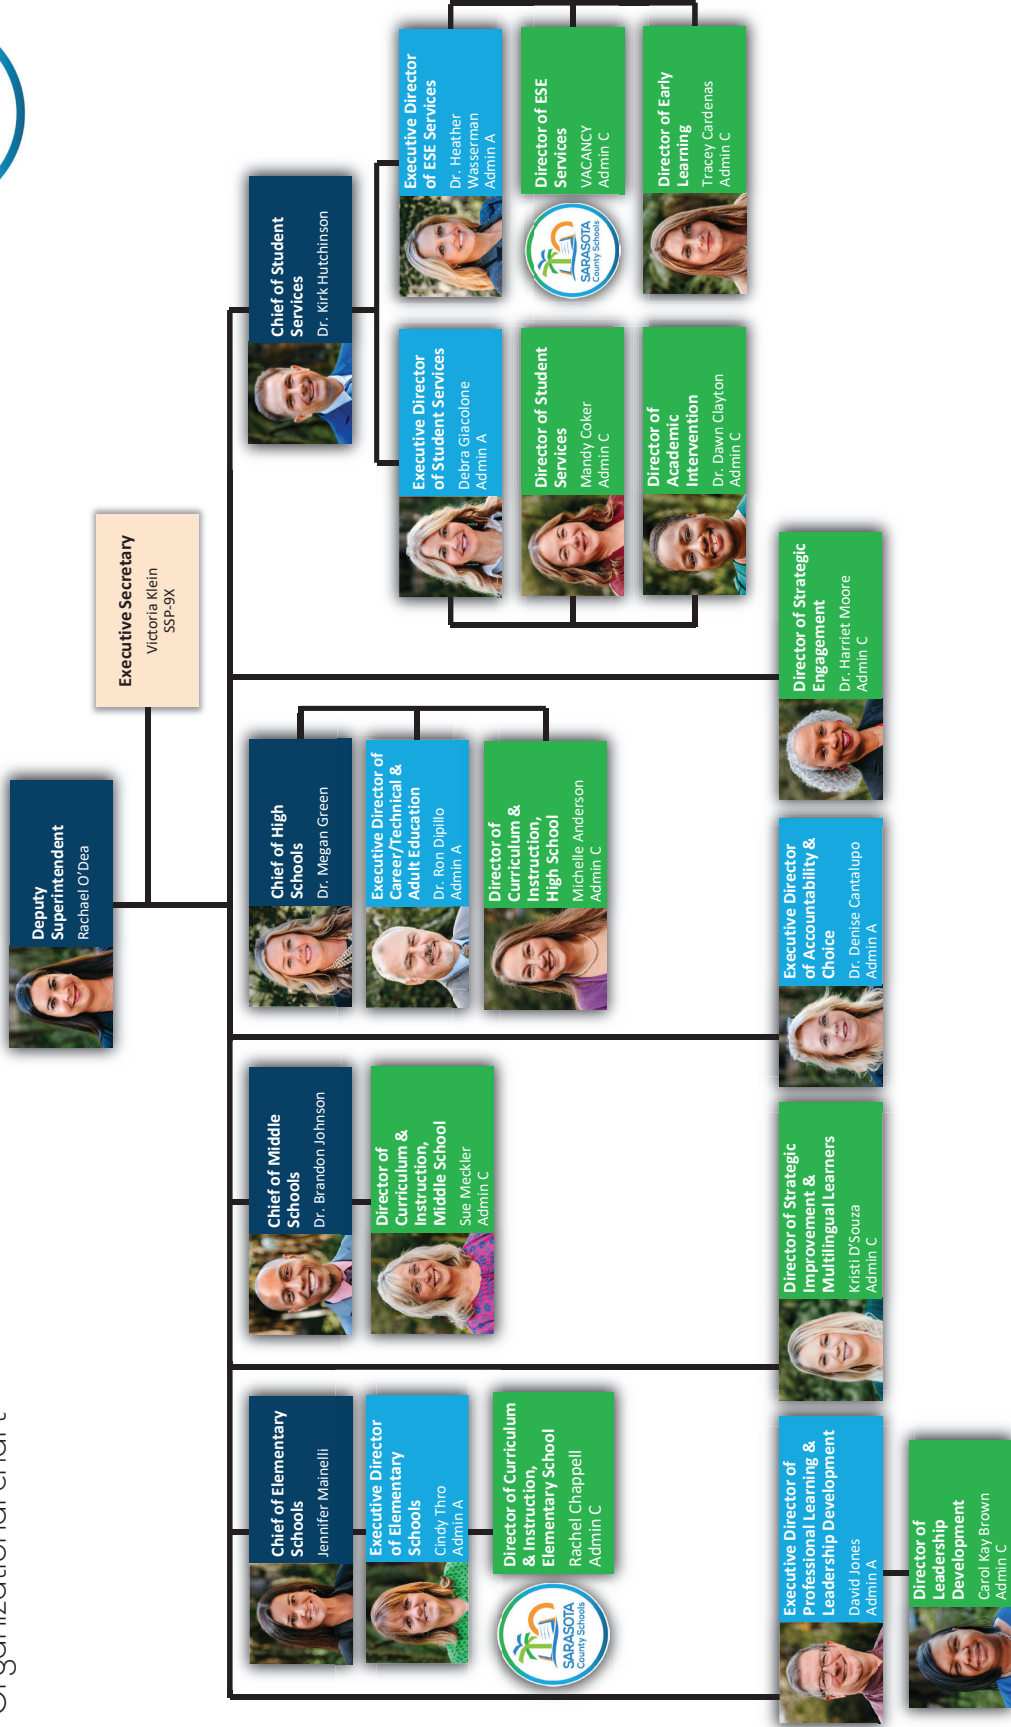 Organizational chart
Deputy
Superintendent
Rachael O'Dea
Executive Secretary
Victoria Klein
SSP-9X
Chief of Elementary
Schools
Jennifer Mainelli
Executive Director
of Elementary
Schools
Cindy Thro
Admin A
Director of Curriculum
& Instruction,
Elementary School
Rachel Chappell
Admin C
SARASOTA
County Schools
Chief of Middle
Schools
Dr. Brandon Johnson
Director of
Curriculum &
Instruction,
Middle School
Sue Meckler
Admin C
Chief of High
Schools
Dr. Megan Green
Executive Director of
Career/Technical &
Adult Education
Dr. Ron Dipillo
Admin A
Director of
Curriculum &
Instruction,
High School
Michelle Anderson
Admin C
Chief of Student
Services
Dr. Kirk Hutchinson
Executive Director
of Student Services
Debra Giacolone
Admin A
Director of Student
Services
Mandy Coker
Admin C
Director of
Academic
Intervention
Dr. Dawn Clayton
Admin C
Executive Director
of ESE Services
Dr. Heather
Wasserman
Admin A
Director of ESE
Services
VACANCY
Admin C
SARASOTA
County Schools
Director of Early
Learning
Tracey Cardenas
Admin C
Executive Director of
Professional Learning &
Leadership Development
David Jones
Admin A
Director of
Leadership
Development
Carol Kay Brown
Admin C
Director of Strategic
Improvement &
Multilingual Learners
Kristi D'Souza
Admin C
Executive Director
of Accountability &
Choice
Dr. Denise Cantalupo
Admin A
Director of Strategic
Engagement
Dr. Harriet Moore
Admin C